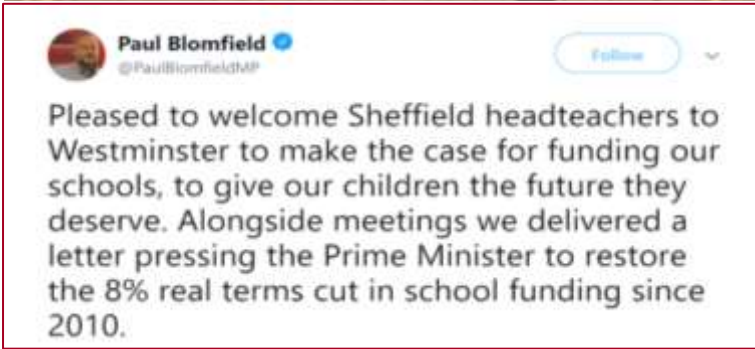 Paul Blomfield
@PaulBlomfieldMP
Follow
Pleased to welcome Sheffield headteachers to
Westminster to make the case for funding our
schools, to give our children the future they
deserve. Alongside meetings we delivered a
letter pressing the Prime Minister to restore
the 8% real terms cut in school funding since
2010.